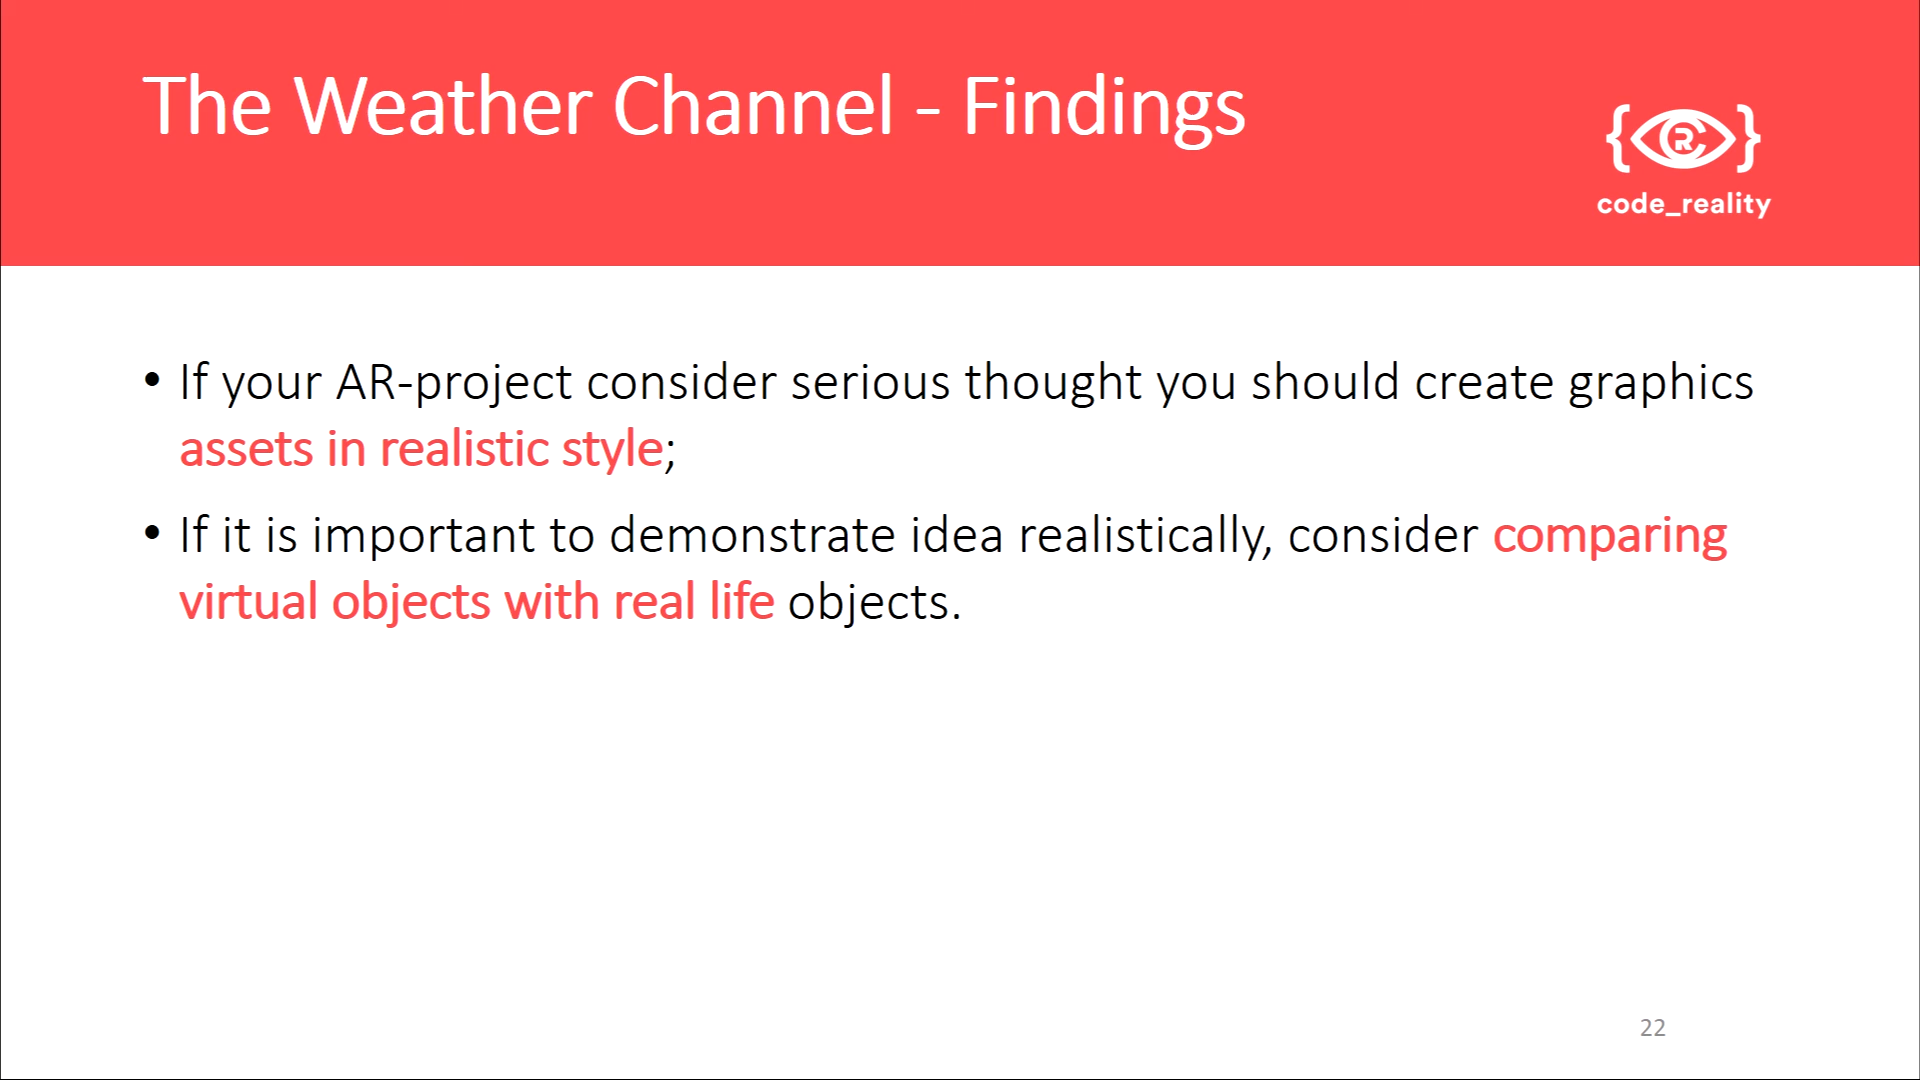 The Weather Channel - Findings
{R}
code_reality
• If your AR-project consider serious thought you should create graphics
assets in realistic style;
• If it is important to demonstrate idea realistically, consider comparing
virtual objects with real life objects.
22